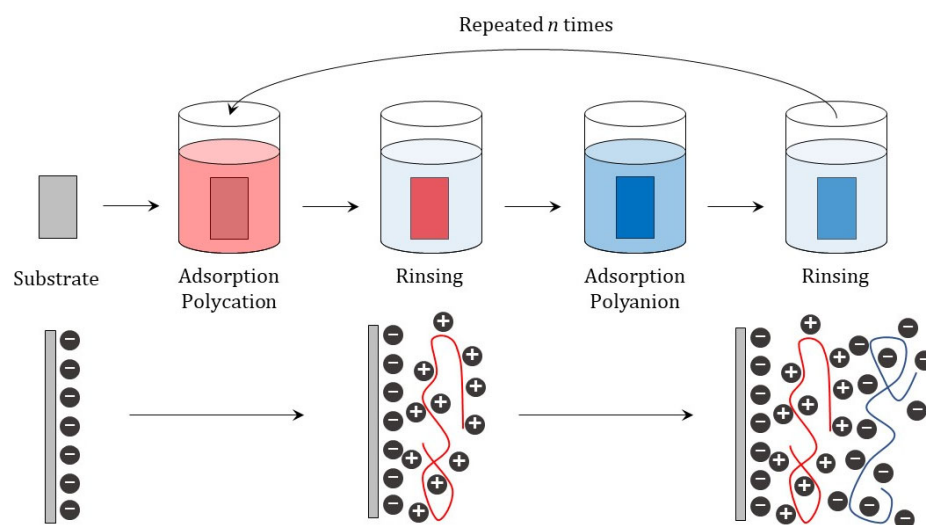 Repeated n times
Substrate
Adsorption
Polycation
Rinsing
Adsorption
Polyanion
Rinsing